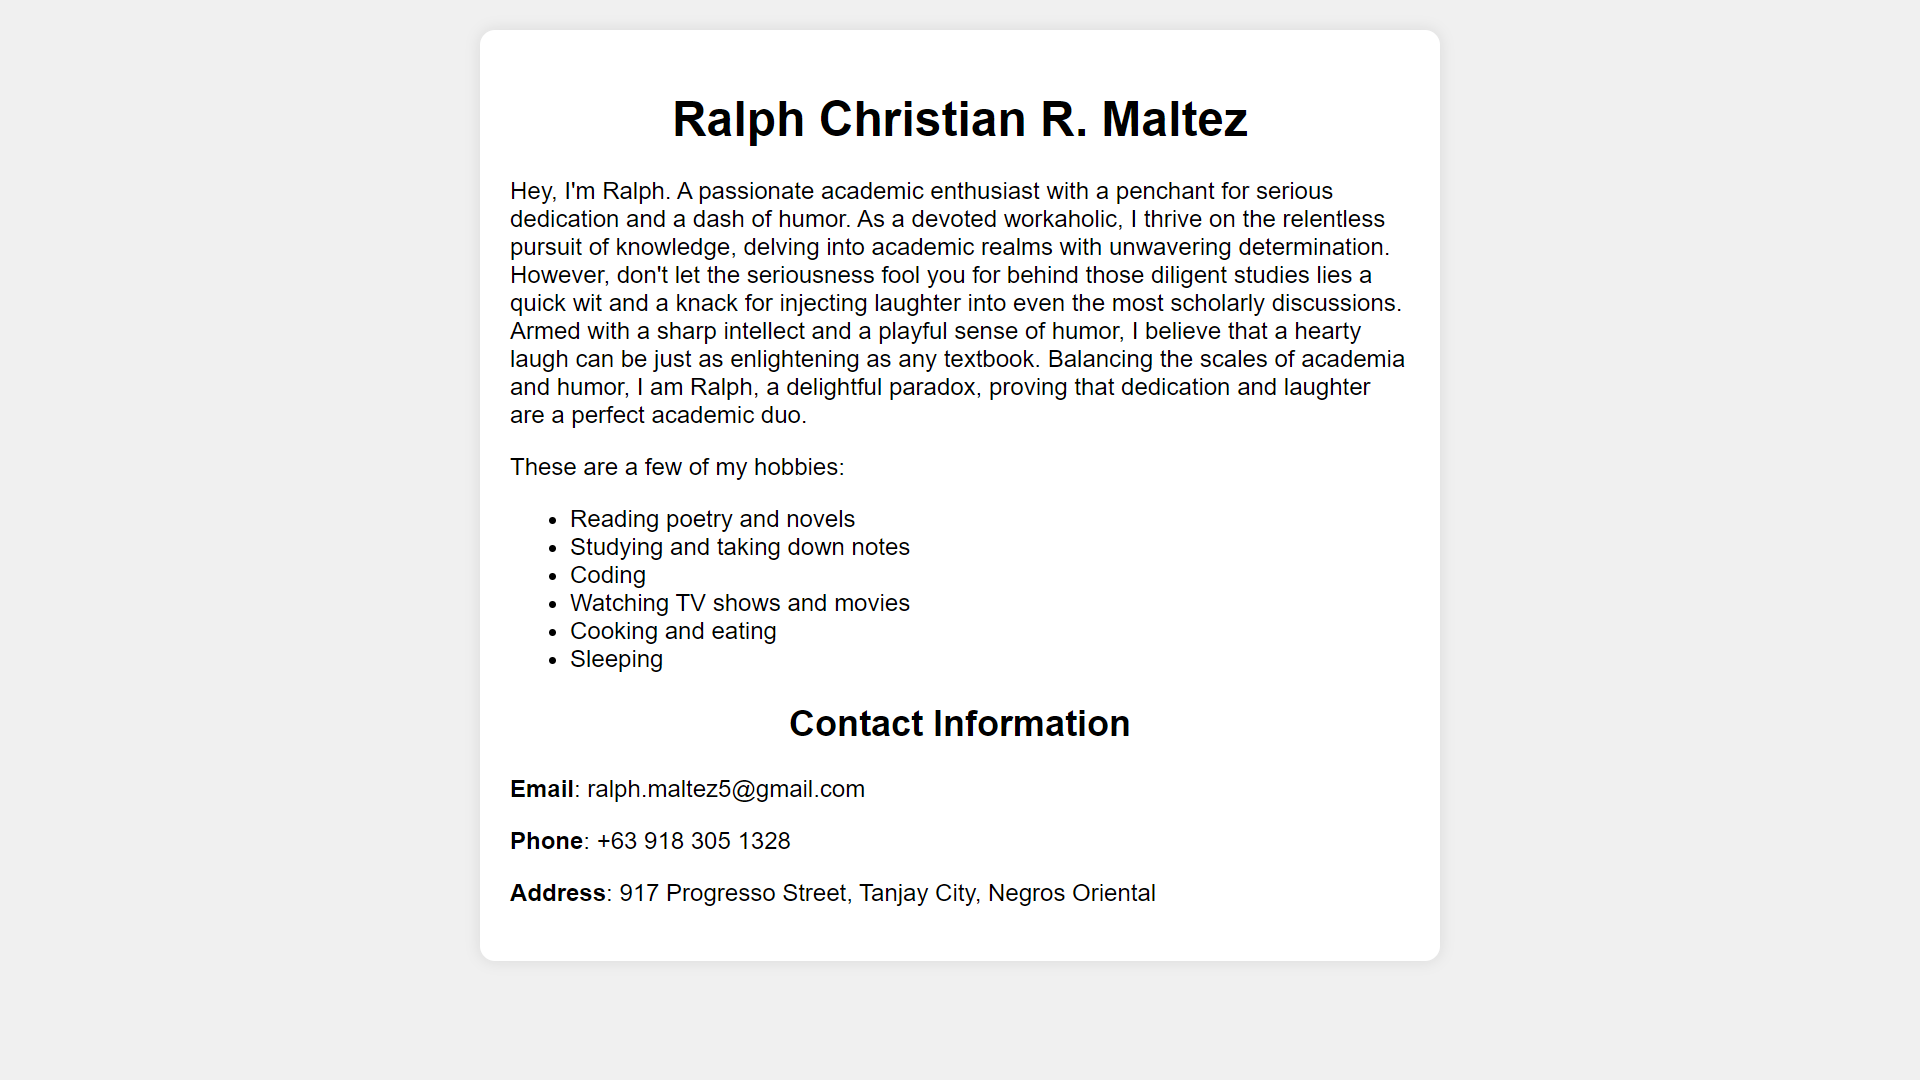 Ralph Christian R. Maltez
Hey, I'm Ralph. A passionate academic enthusiast with a penchant for serious
dedication and a dash of humor. As a devoted workaholic, I thrive on the relentless
pursuit of knowledge, delving into academic realms with unwavering determination.
However, don't let the seriousness fool you for behind those diligent studies lies a
quick wit and a knack for injecting laughter into even the most scholarly discussions.
Armed with a sharp intellect and a playful sense of humor, I believe that a hearty
laugh can be just as enlightening as any textbook. Balancing the scales of academia
and humor, I am Ralph, a delightful paradox, proving that dedication and laughter
are a perfect academic duo.
These are a few of my hobbies:
• Reading poetry and novels
• Studying and taking down notes
• Coding
• Watching TV shows and movies
• Cooking and eating
• Sleeping
Contact Information
Email: ralph.maltez5@gmail.com
Phone: +63 918 305 1328
Address: 917 Progresso Street, Tanjay City, Negros Oriental